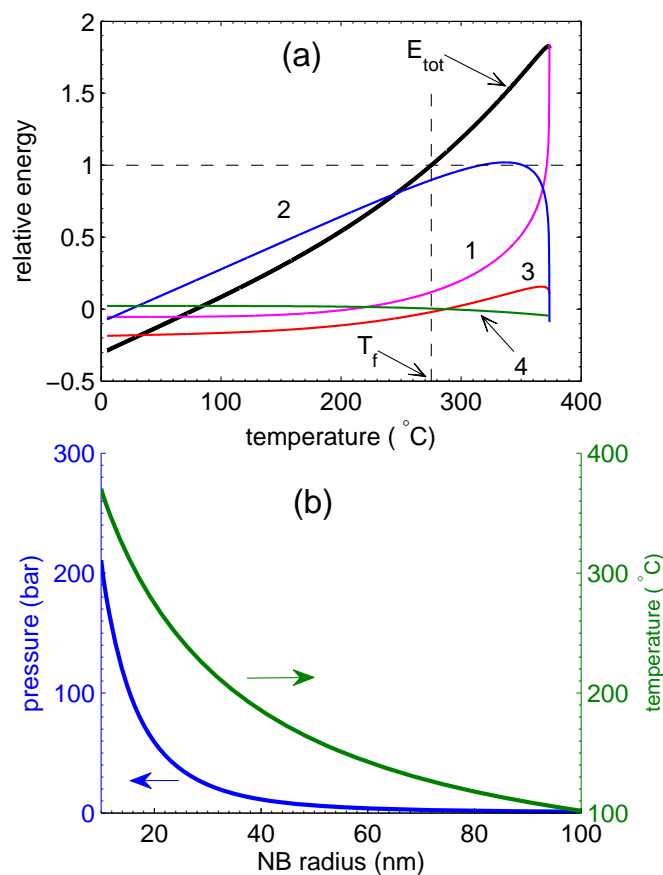 (a)
E_tot
relative energy
2
1.5
1
0.5
0
−0.5
2
1
3
4
T_f
0 100 200 300 400
temperature ( °C)
(b)
pressure (bar)
300
200
100
0
400
300
200
100
temperature ( °C)
20 40 60 80 100
NB radius (nm)